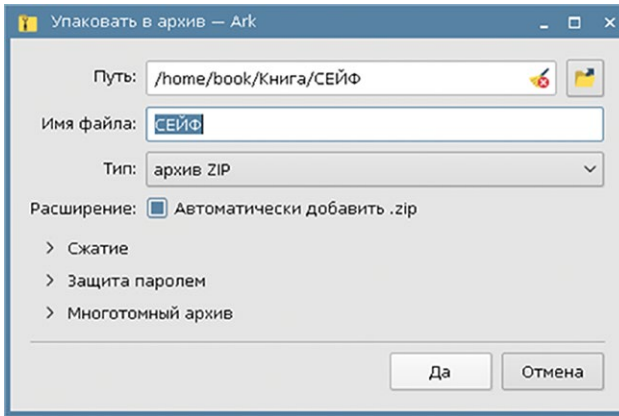 Упаковать в архив — Ark
Путь: /home/book/Книга/СЕЙФ
Имя файла: СЕЙФ
Тип: архив ZIP
Расширение: Автоматически добавить .zip
Сжатие
Защита паролем
Многотомный архив
Да Отмена